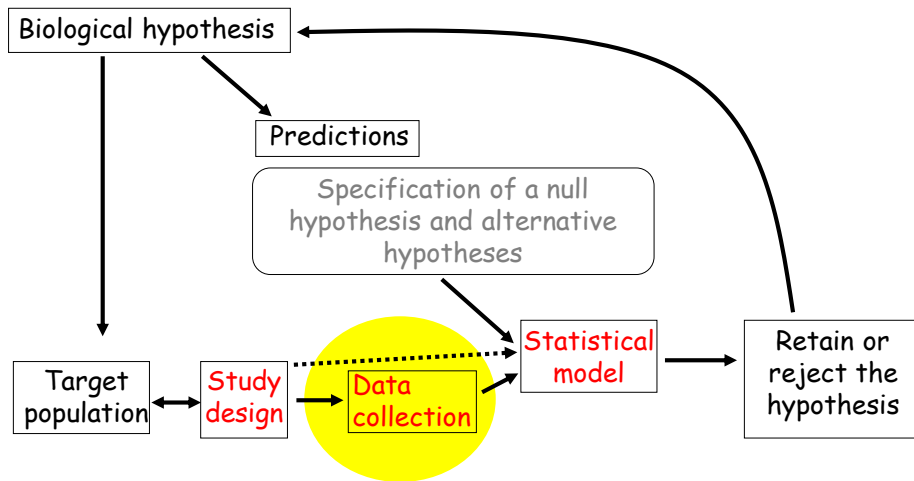 Biological hypothesis
Predictions
Specification of a null
hypothesis and alternative
hypotheses
Target
population
Study
design
Data
collection
Statistical
model
Retain or
reject the
hypothesis